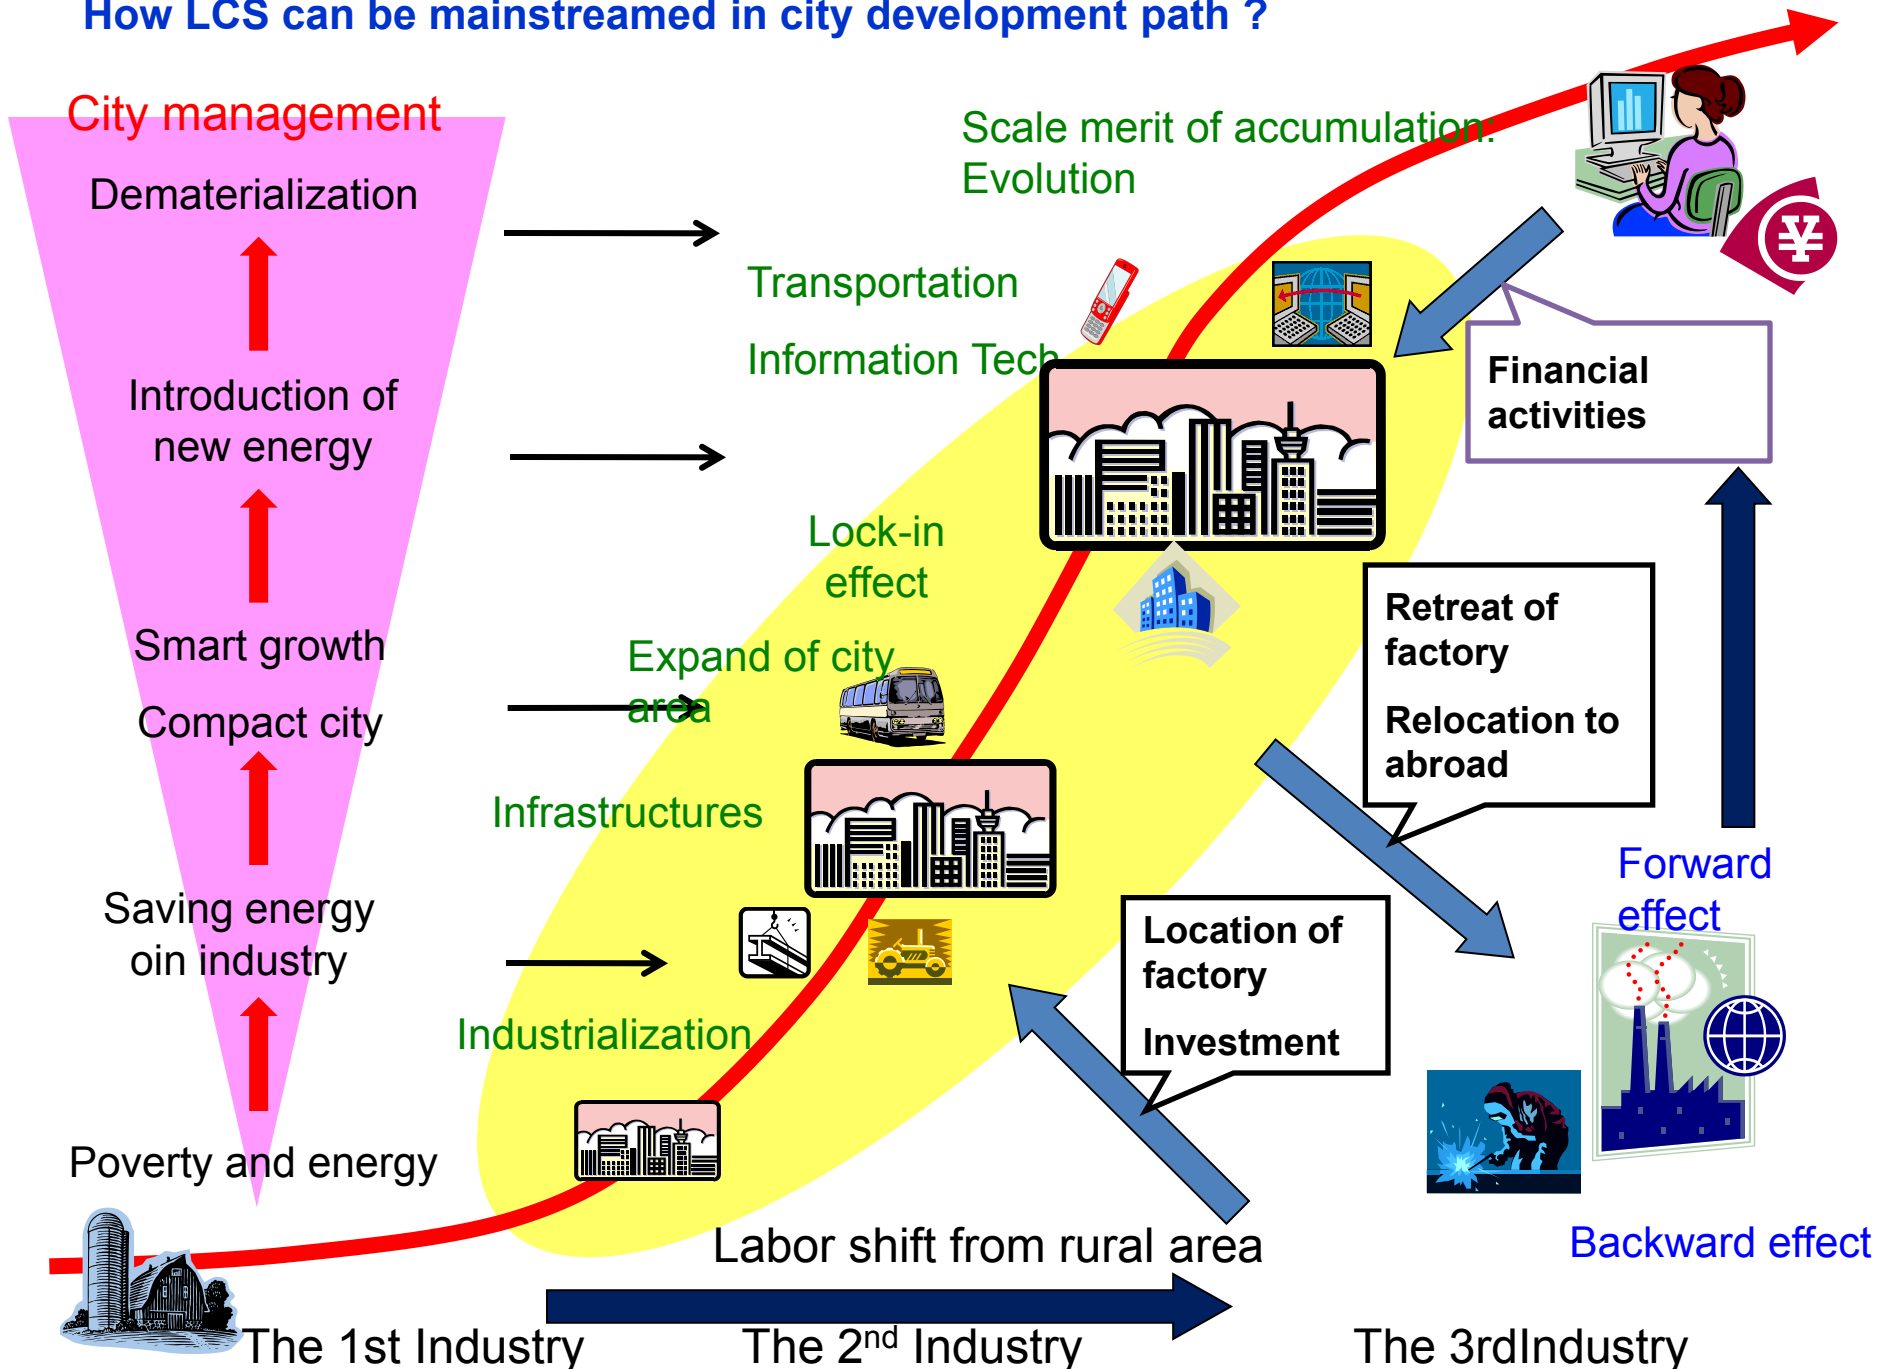 How LCS can be mainstreamed in city development path ?
City management
Dematerialization
Introduction of
new energy
Smart growth
Compact city
Saving energy
oin industry
Poverty and energy
Scale merit of accumulation:
Evolution
Transportation
Information Tech
Lock-in
effect
Expand of city
area
Infrastructures
Industrialization
Financial
activities
Retreat of
factory
Relocation to
abroad
Location of
factory
Investment
Forward
effect
Backward effect
Labor shift from rural area
The 1st Industry
The 2nd Industry
The 3rdIndustry